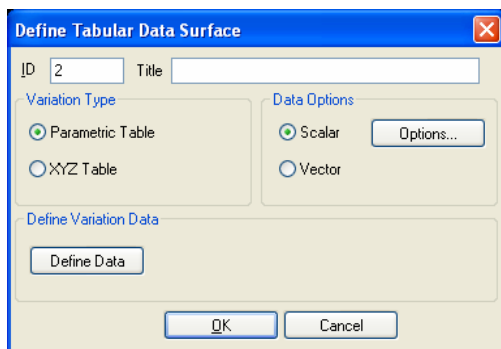 Define Tabular Data Surface
ID 2 Title
Variation Type Data Options
Parametric Table Scalar Options...
XYZ Table Vector
Define Variation Data
Define Data
OK Cancel